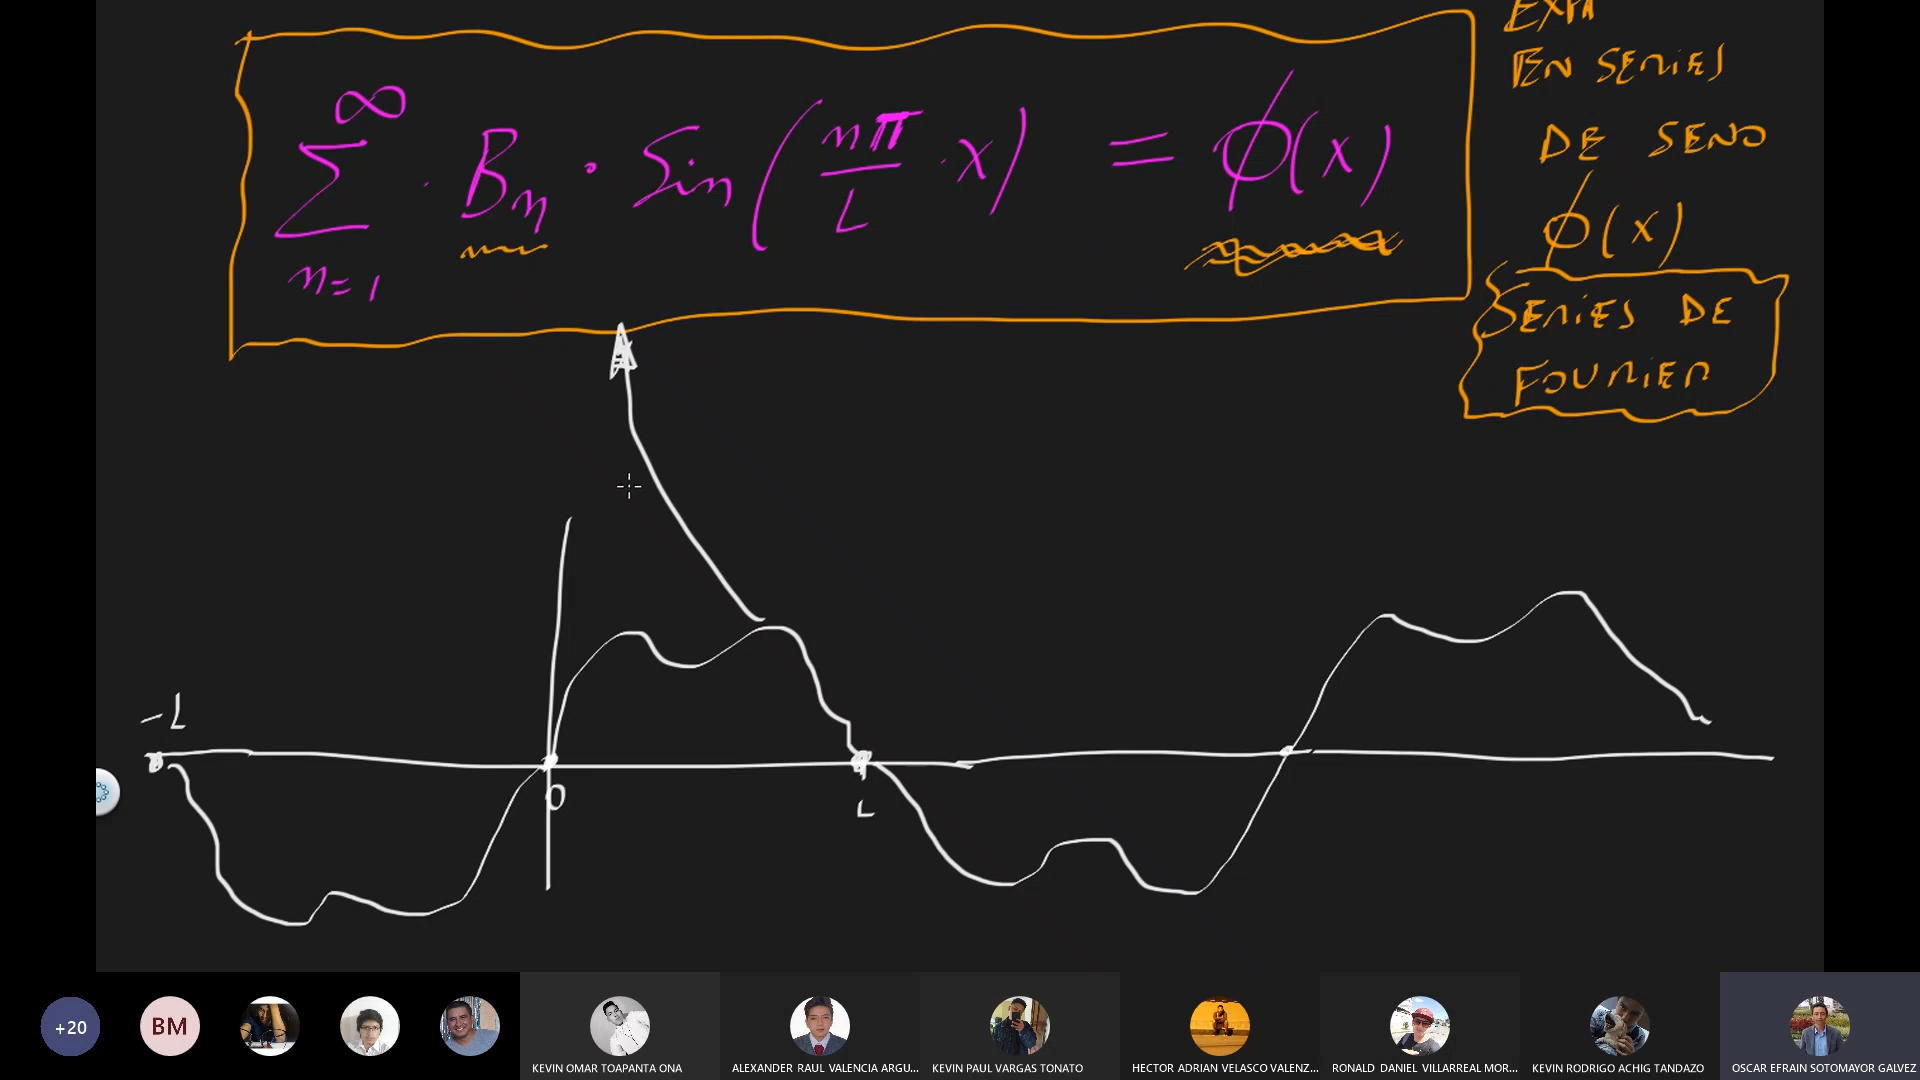 EXPA
EN SERIES
DE SENO
ϕ(x)
SERIES DE
FOURIER
∞
∑ · Bn · Sin(nπ/L · x) = ϕ(x)
n=1
-L
0
L
+20
BM
KEVIN OMAR TOAPANTA ONA
ALEXANDER RAUL VALENCIA ARGU...
KEVIN PAUL VARGAS TONATO
HECTOR ADRIAN VELASCO VALENZ...
RONALD DANIEL VILLARREAL MOR...
KEVIN RODRIGO ACHIG TANDAZO
OSCAR EFRAIN SOTOMAYOR GALVEZ